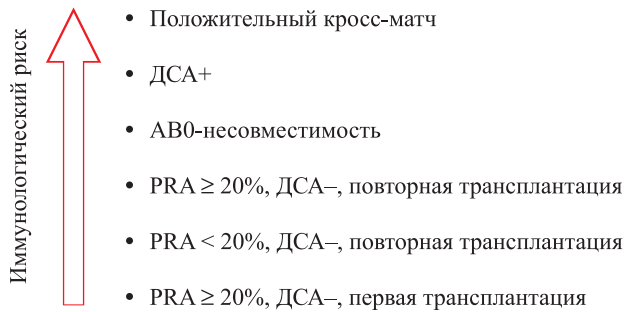 Иммунологический риск
• Положительный кросс-матч
• ДСА+
• AB0-несовместимость
• PRA ≥ 20%, ДСА–, повторная трансплантация
• PRA < 20%, ДСА–, повторная трансплантация
• PRA ≥ 20%, ДСА–, первая трансплантация